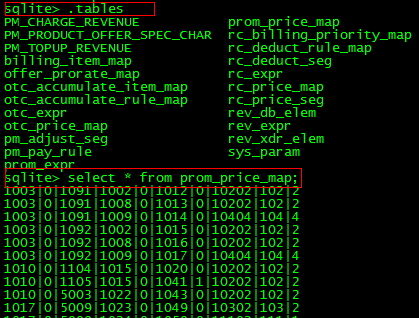 sqlite> .tables
PM_CHARGE_REVENUE prom_price_map
PM_PRODUCT_OFFER_SPEC_CHAR rc_billing_priority_map
PM_TOPUP_REVENUE rc_deduct_rule_map
billing_item_map rc_deduct_seg
offer_prorate_map rc_expr
otc_accumulate_item_map rc_price_map
otc_accumulate_rule_map rc_price_seg
otc_expr rev_db_elem
otc_price_map rev_expr
pm_adjust_seg rev_xdr_elem
pm_pay_rule sys_param
prom_expr
sqlite> select * from prom_price_map;
1003|0|1091|1002|0|1012|0|10202|102|2
1003|0|1091|1008|0|1013|0|10202|102|2
1003|0|1091|1009|0|1014|0|10404|104|4
1003|0|1092|1002|0|1015|0|10202|102|2
1003|0|1092|1008|0|1016|0|10202|102|2
1003|0|1092|1009|0|1017|0|10404|104|4
1010|0|1104|1015|0|1020|0|10202|102|2
1010|0|1105|1015|0|1041|1|10202|102|2
1010|0|5003|1022|0|1043|0|10202|102|2
1017|0|5009|1023|0|1049|0|10302|103|2